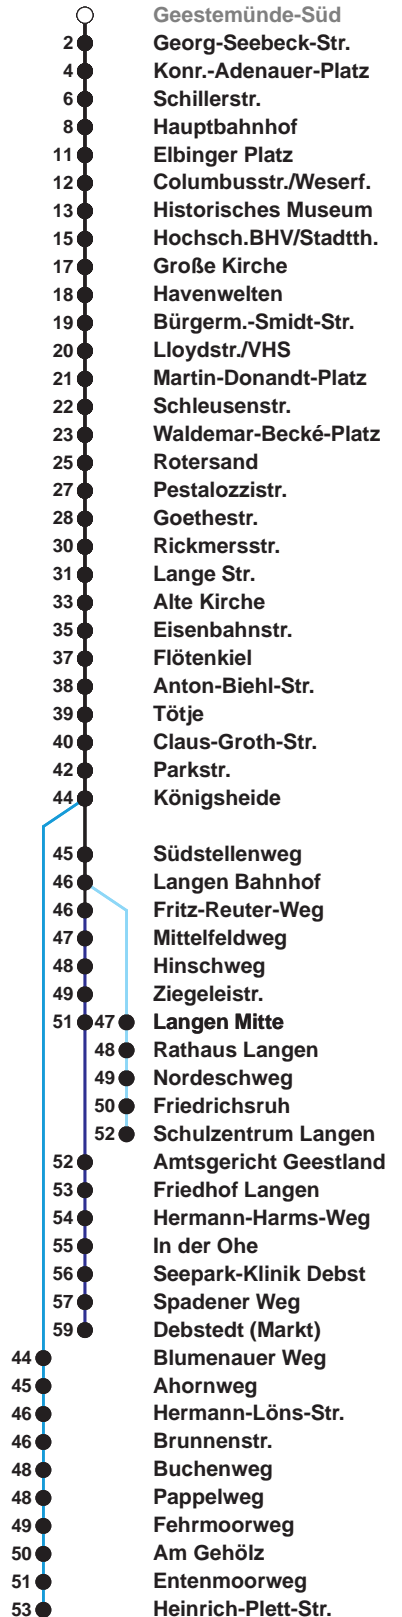 Geestemünde-Süd
2 Georg-Seebeck-Str.
4 Konr.-Adenauer-Platz
6 Schillerstr.
8 Hauptbahnhof
11 Elbinger Platz
12 Columbusstr./Weserf.
13 Historisches Museum
15 Hochsch.BHV/Stadtth.
17 Große Kirche
18 Havenwelten
19 Bürgerm.-Smidt-Str.
20 Lloydstr./VHS
21 Martin-Donandt-Platz
22 Schleusenstr.
23 Waldemar-Becké-Platz
25 Rotersand
27 Pestalozzistr.
28 Goethestr.
30 Rickmersstr.
31 Lange Str.
33 Alte Kirche
35 Eisenbahnstr.
37 Flötenkiel
38 Anton-Biehl-Str.
39 Tötje
40 Claus-Groth-Str.
42 Parkstr.
44 Königsheide
45 Südstellenweg
46 Langen Bahnhof
46 Fritz-Reuter-Weg
47 Mittelfeldweg
48 Hinschweg
49 Ziegeleistr.
51 47 Langen Mitte
48 Rathaus Langen
49 Nordeschweg
50 Friedrichsruh
52 Schulzentrum Langen
52 Amtsgericht Geestland
53 Friedhof Langen
54 Hermann-Harms-Weg
55 In der Ohe
56 Seepark-Klinik Debst
57 Spadener Weg
59 Debstedt (Markt)
44 Blumenauer Weg
45 Ahornweg
46 Hermann-Löns-Str.
46 Brunnenstr.
48 Buchenweg
48 Pappelweg
49 Fehrmoorweg
50 Am Gehölz
51 Entenmoorweg
53 Heinrich-Plett-Str.